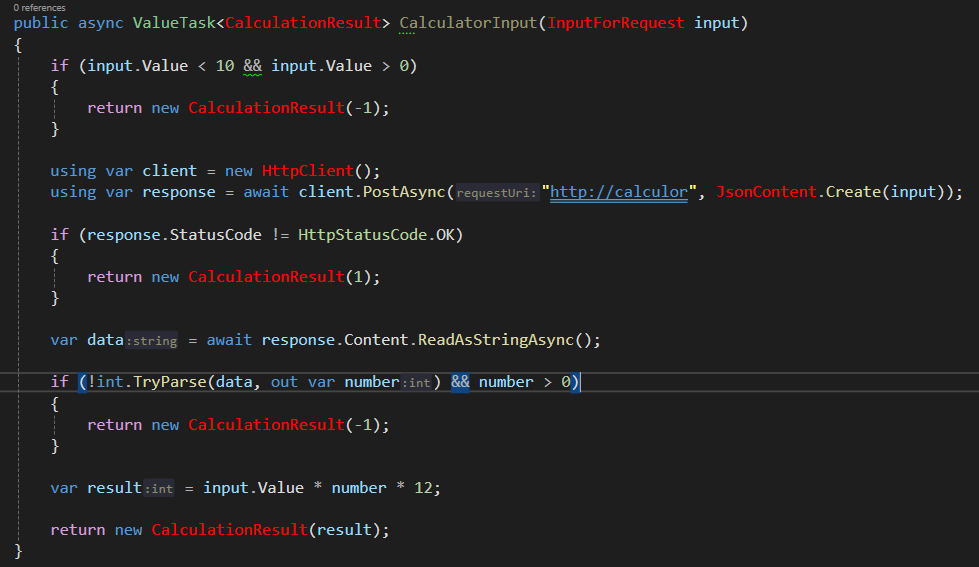 0 references
public async ValueTask<CalculationResult> CalculatorInput(InputForRequest input)
{
if (input.Value < 10 && input.Value > 0)
{
return new CalculationResult(-1);
}
using var client = new HttpClient();
using var response = await client.PostAsync(requestUri: "http://calculor", JsonContent.Create(input));
if (response.StatusCode != HttpStatusCode.OK)
{
return new CalculationResult(1);
}
var data:string = await response.Content.ReadAsStringAsync();
if (!int.TryParse(data, out var number:int) && number > 0)
{
return new CalculationResult(-1);
}
var result:int = input.Value * number * 12;
return new CalculationResult(result);
}